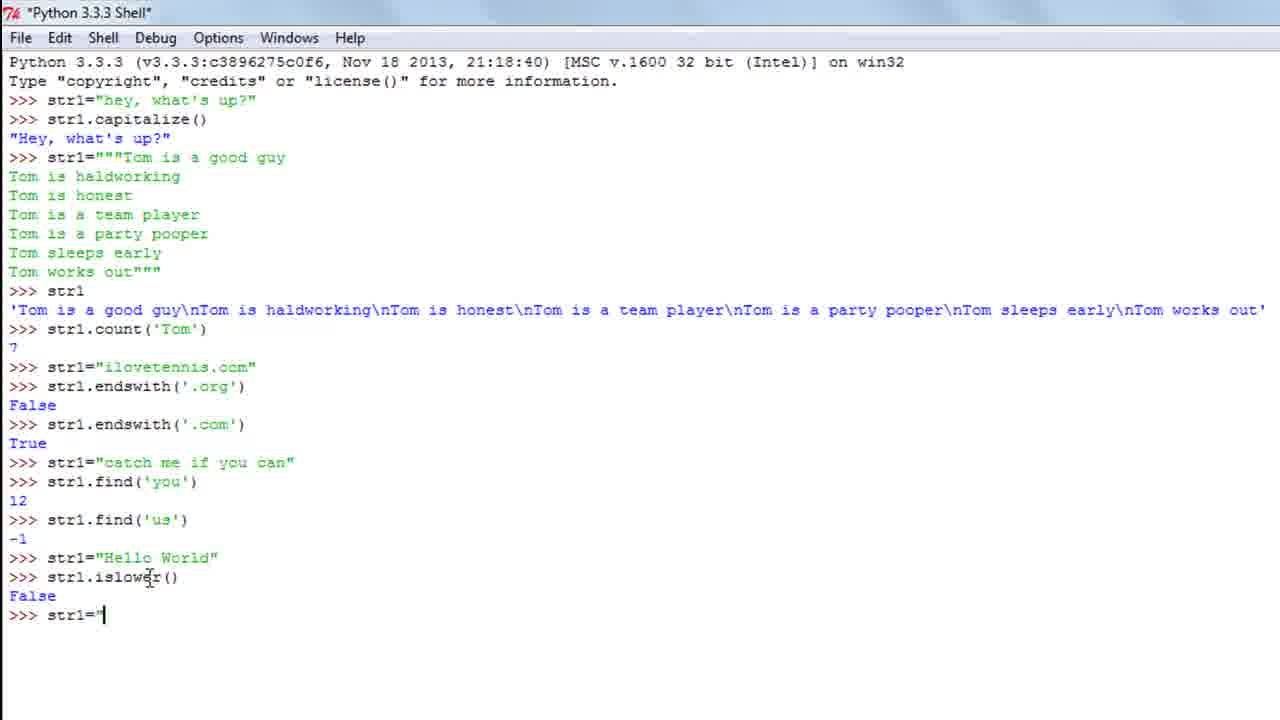 *Python 3.3.3 Shell*
File Edit Shell Debug Options Windows Help
Python 3.3.3 (v3.3.3:c3896275c0f6, Nov 18 2013, 21:18:40) [MSC v.1600 32 bit (Intel)] on win32
Type "copyright", "credits" or "license()" for more information.
>>> str1="hey, what's up?"
>>> str1.capitalize()
"Hey, what's up?"
>>> str1="""Tom is a good guy
Tom is haldworking
Tom is honest
Tom is a team player
Tom is a party pooper
Tom sleeps early
Tom works out"""
>>> str1
'Tom is a good guy\nTom is haldworking\nTom is honest\nTom is a team player\nTom is a party pooper\nTom sleeps early\nTom works out'
>>> str1.count('Tom')
7
>>> str1="ilovetennis.com"
>>> str1.endswith('.org')
False
>>> str1.endswith('.com')
True
>>> str1="catch me if you can"
>>> str1.find('you')
12
>>> str1.find('us')
-1
>>> str1="Hello World"
>>> str1.islower()
False
>>> str1="